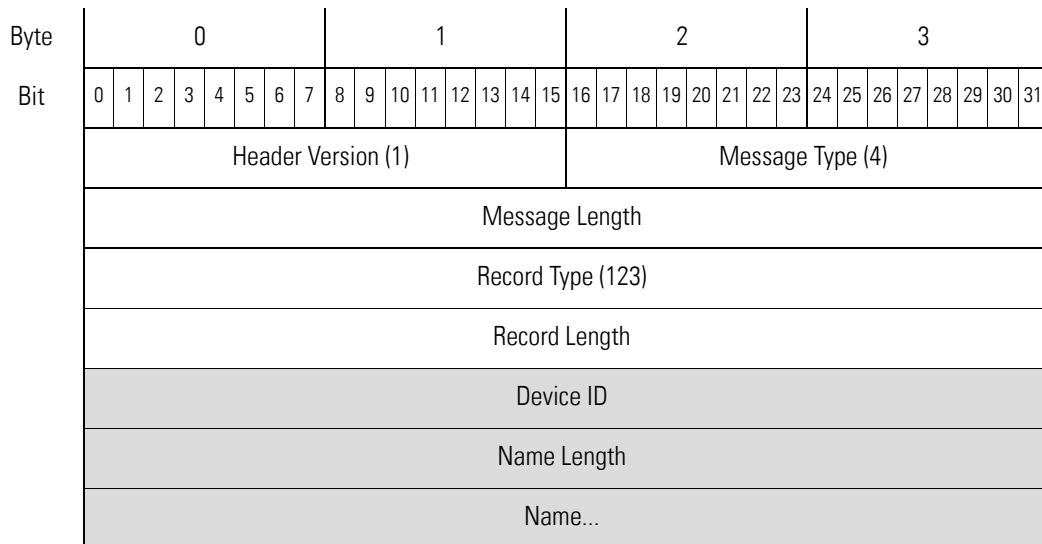 Byte 0 1 2 3
Bit 0 1 2 3 4 5 6 7 8 9 10 11 12 13 14 15 16 17 18 19 20 21 22 23 24 25 26 27 28 29 30 31
Header Version (1) Message Type (4)
Message Length
Record Type (123)
Record Length
Device ID
Name Length
Name...